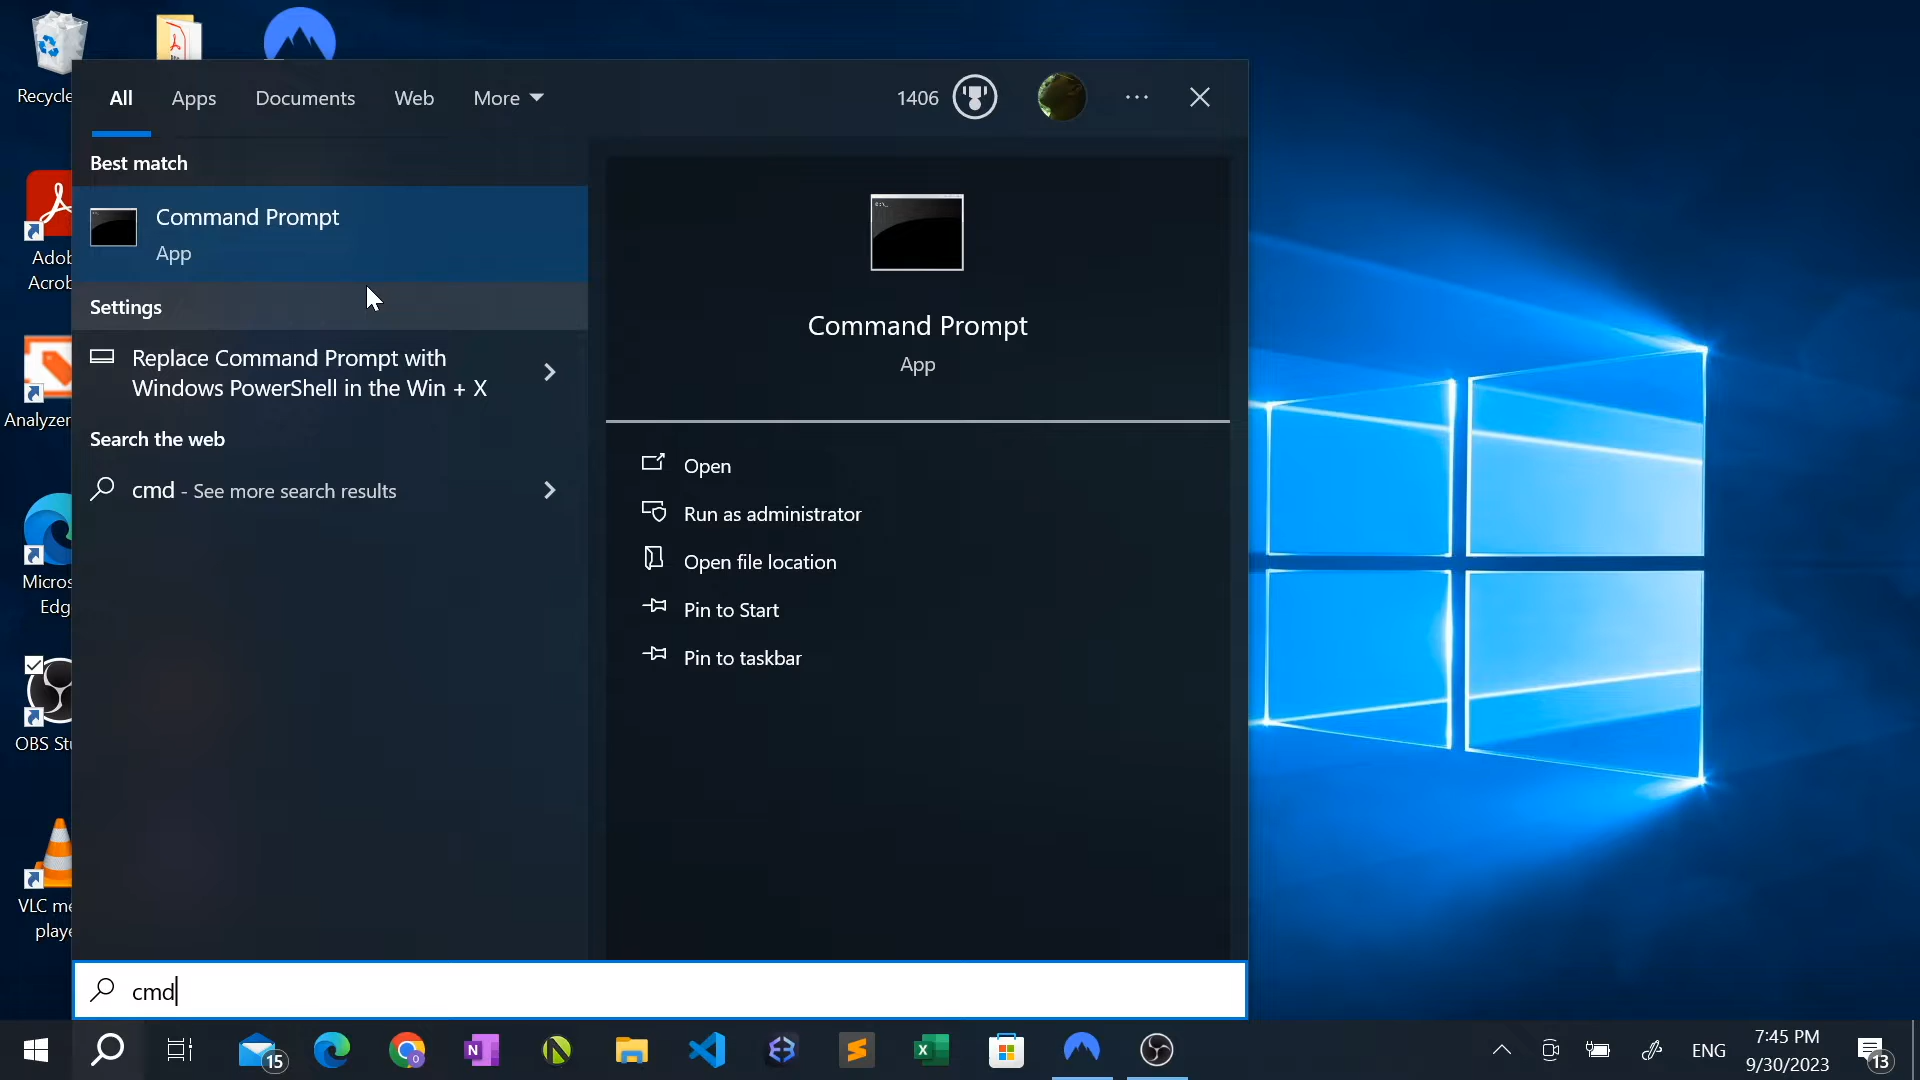 Recycle
All Apps Documents Web More 1406
Best match
Command Prompt
App
Settings
Replace Command Prompt with
Windows PowerShell in the Win + X
Search the web
cmd - See more search results
C:\_
Command Prompt
App
Open
Run as administrator
Open file location
Pin to Start
Pin to taskbar
Adob
Acrob
Analyzer
Micros
Edg
OBS Stu
VLC me
playe
cmd
15
N
ENG
7:45 PM
9/30/2023
13